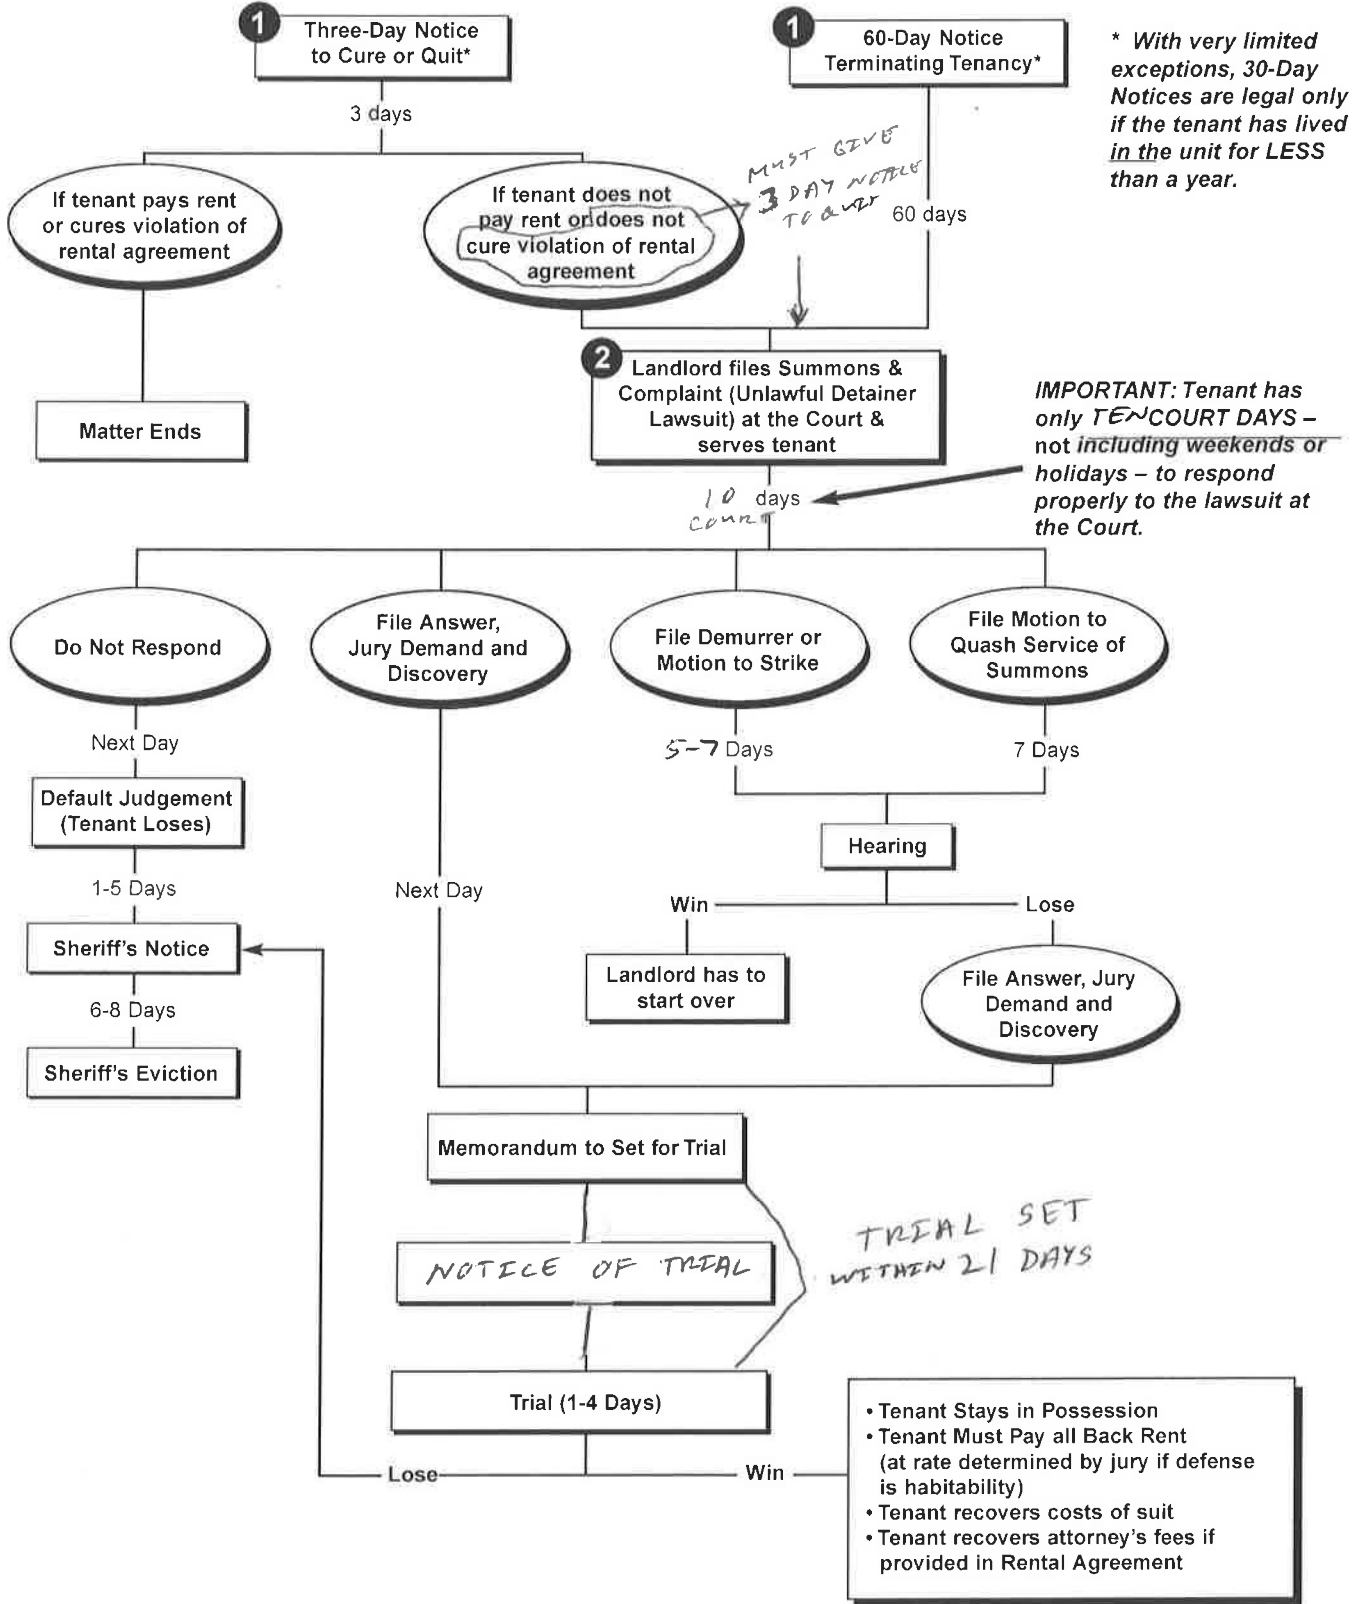 1
Three-Day Notice
to Cure or Quit*
1
60-Day Notice
Terminating Tenancy*
* With very limited
exceptions, 30-Day
Notices are legal only
if the tenant has lived
in the unit for LESS
than a year.
3 days
If tenant pays rent
or cures violation of
rental agreement
If tenant does not
pay rent or does not
cure violation of rental
agreement
MUST GIVE
3 DAY NOTICE
TO QUIT
60 days
Matter Ends
2
Landlord files Summons &
Complaint (Unlawful Detainer
Lawsuit) at the Court &
serves tenant
IMPORTANT: Tenant has
only TEN COURT DAYS –
not including weekends or
holidays – to respond
properly to the lawsuit at
the Court.
10 days
COURT
Do Not Respond
File Answer,
Jury Demand and
Discovery
File Demurrer or
Motion to Strike
File Motion to
Quash Service of
Summons
Next Day
5-7 Days
7 Days
Default Judgement
(Tenant Loses)
Hearing
1-5 Days
Next Day
Win
Lose
Sheriff's Notice
Landlord has to
start over
File Answer, Jury
Demand and
Discovery
6-8 Days
Sheriff's Eviction
Memorandum to Set for Trial
NOTICE OF TRIAL
TRIAL SET
WITHIN 21 DAYS
Trial (1-4 Days)
Lose
Win
• Tenant Stays in Possession
• Tenant Must Pay all Back Rent
(at rate determined by jury if defense
is habitability)
• Tenant recovers costs of suit
• Tenant recovers attorney's fees if
provided in Rental Agreement